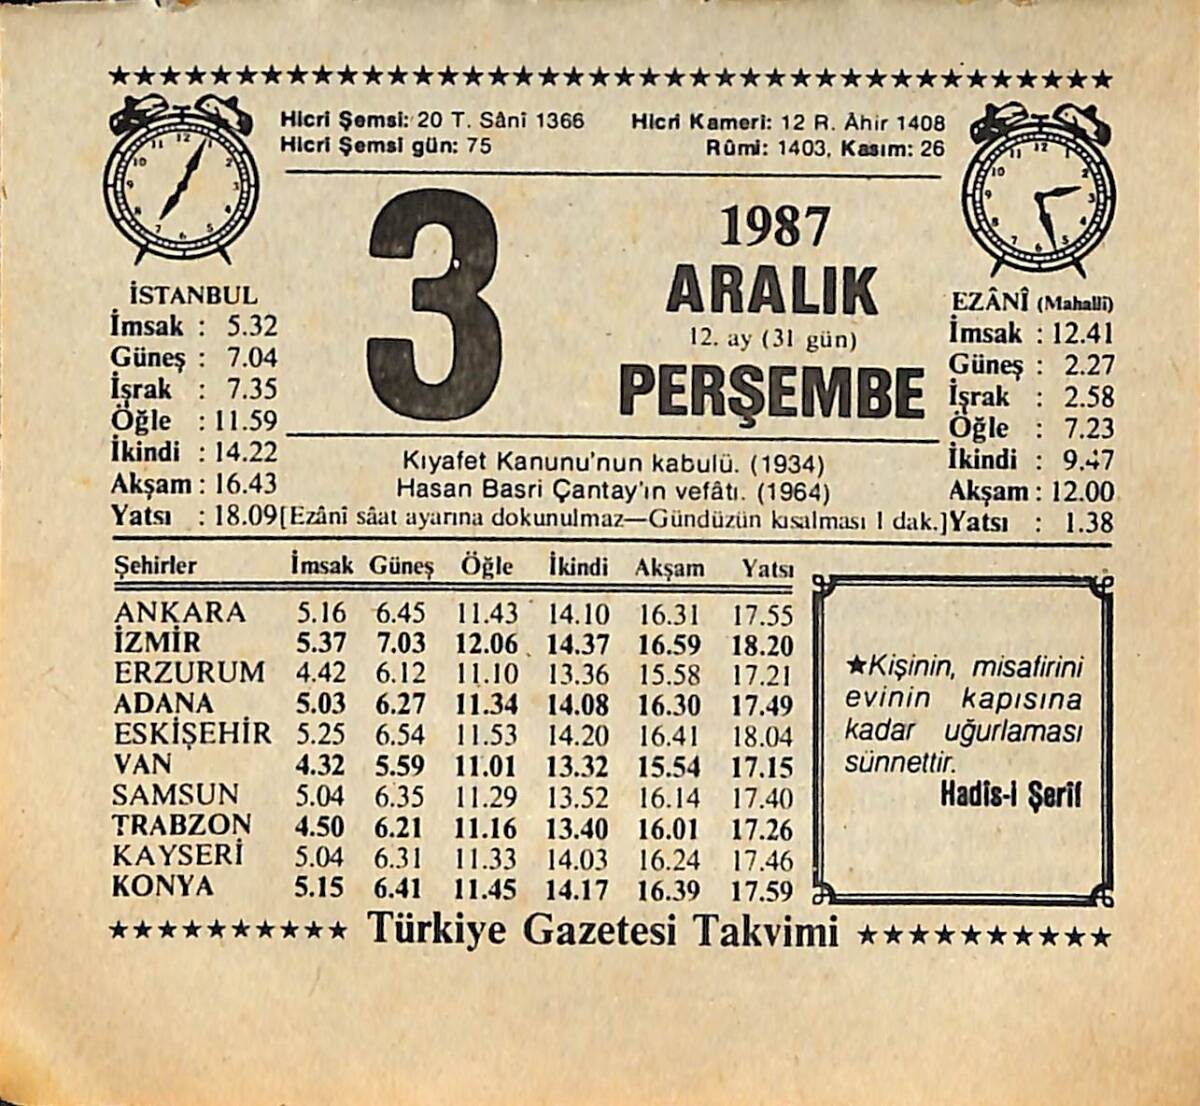 Hicri Şemsi: 20 T. Sânî 1366
Hicri Şemsi gün: 75
Hicri Kameri: 12 R. Âhir 1408
Rûmi: 1403, Kasım: 26
3
1987
ARALIK
12. ay (31 gün)
PERŞEMBE
İSTANBUL
İmsak : 5.32
Güneş : 7.04
İşrak : 7.35
Öğle : 11.59
İkindi : 14.22
Akşam : 16.43
Yatsı : 18.09
EZÂNÎ (Mahallî)
İmsak : 12.41
Güneş : 2.27
İşrak : 2.58
Öğle : 7.23
İkindi : 9.47
Akşam : 12.00
Yatsı : 1.38
Kıyafet Kanunu'nun kabulü. (1934)
Hasan Basri Çantay'ın vefâtı. (1964)
[Ezânî sâat ayarına dokunulmaz—Gündüzün kısalması 1 dak.]
Şehirler İmsak Güneş Öğle İkindi Akşam Yatsı
ANKARA 5.16 6.45 11.43 14.10 16.31 17.55
İZMİR 5.37 7.03 12.06 14.37 16.59 18.20
ERZURUM 4.42 6.12 11.10 13.36 15.58 17.21
ADANA 5.03 6.27 11.34 14.08 16.30 17.49
ESKİŞEHİR 5.25 6.54 11.53 14.20 16.41 18.04
VAN 4.32 5.59 11.01 13.32 15.54 17.15
SAMSUN 5.04 6.35 11.29 13.52 16.14 17.40
TRABZON 4.50 6.21 11.16 13.40 16.01 17.26
KAYSERİ 5.04 6.31 11.33 14.03 16.24 17.46
KONYA 5.15 6.41 11.45 14.17 16.39 17.59
★Kişinin, misafirini
evinin kapısına
kadar uğurlaması
sünnettir.
Hadîs-i Şerîf
Türkiye Gazetesi Takvimi